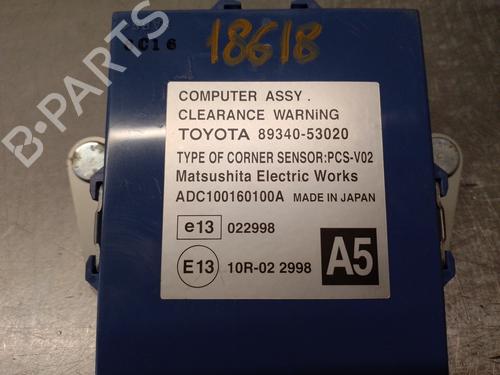 6C16
18618
COMPUTER ASSY .
CLEARANCE WARNING
TOYOTA 89340-53020
TYPE OF CORNER SENSOR:PCS-V02
Matsushita Electric Works
ADC100160100A MADE IN JAPAN
e13 022998
E13 10R-02 2998
A5
B-PARTS